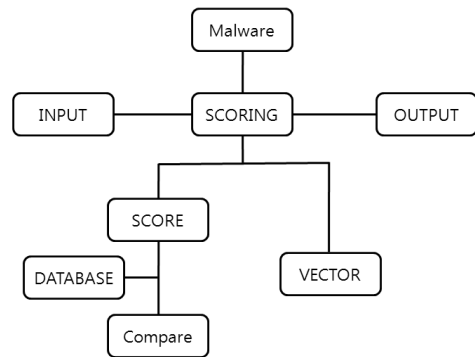 Malware
INPUT
SCORING
OUTPUT
SCORE
DATABASE
VECTOR
Compare